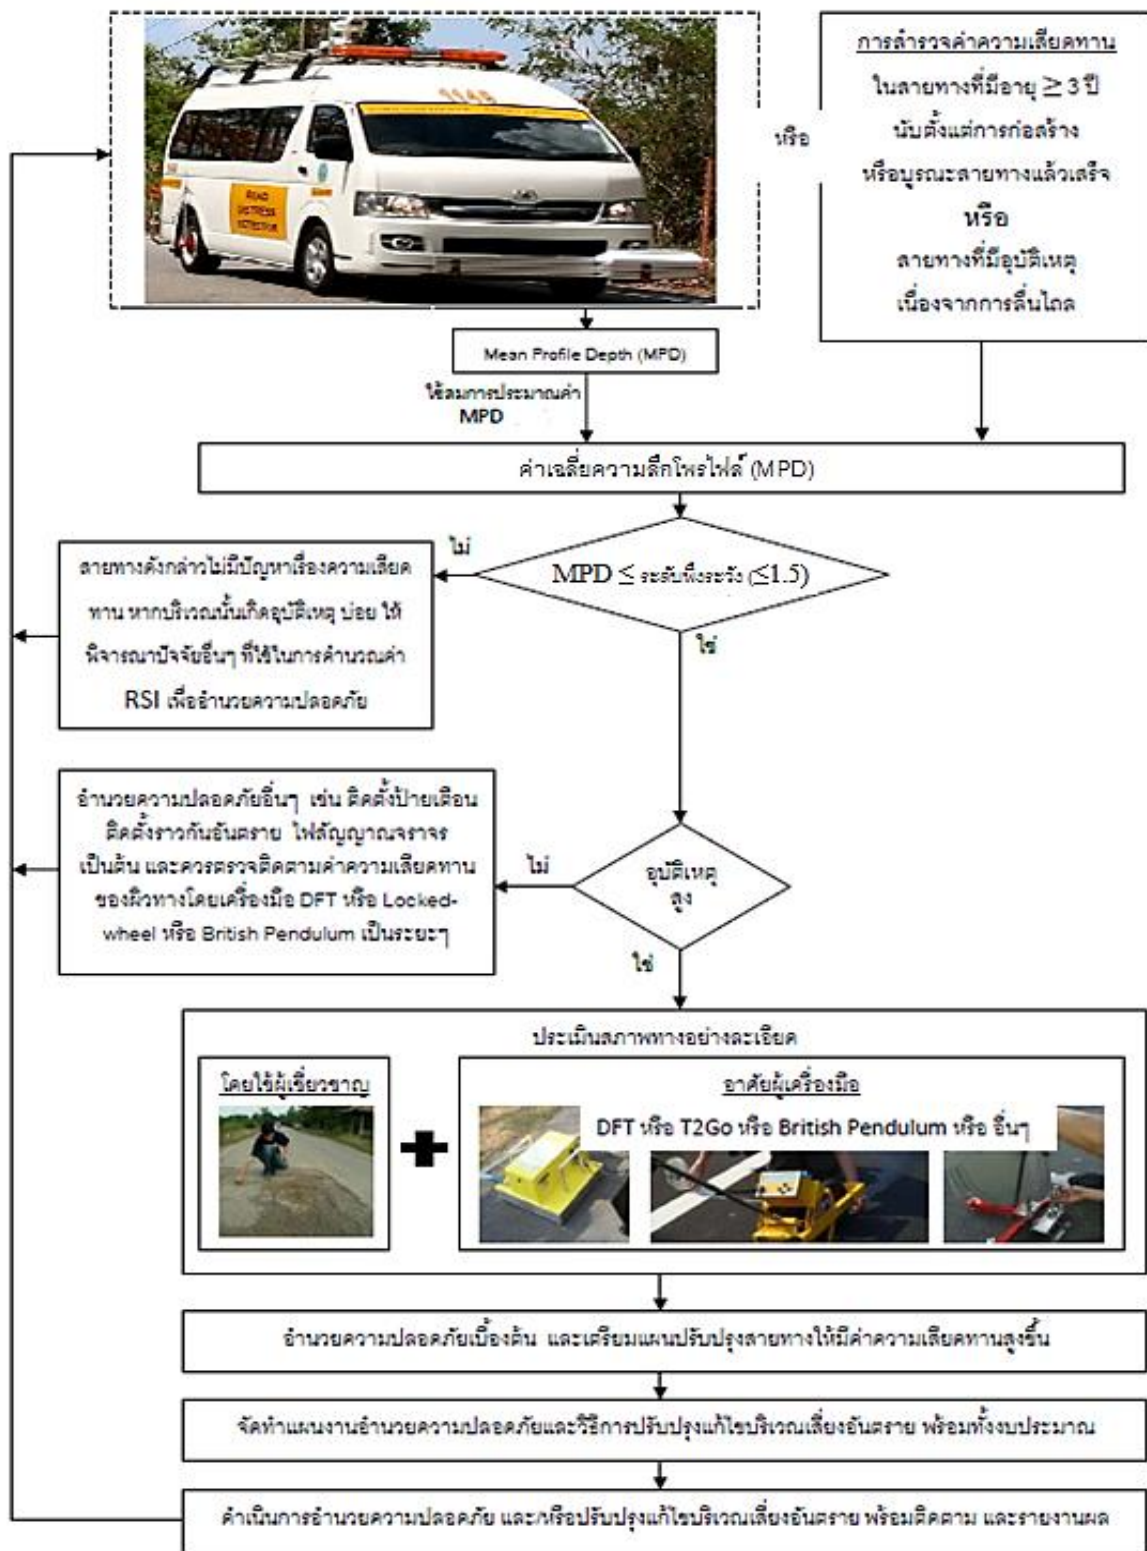 1146
ROAD
DISTRESS
DETECTOR
หรือ
การสำรวจค่าความเสียดทาน
ในสายทางที่มีอายุ ≥ 3 ปี
นับตั้งแต่การก่อสร้าง
หรือบูรณะสายทางแล้วเสร็จ
หรือ
สายทางที่มีอุบัติเหตุ
เนื่องจากการลื่นไถล
Mean Profile Depth (MPD)
ใช้สมการประมาณค่า
MPD
ค่าเฉลี่ยความลึกโพรไฟล์ (MPD)
MPD ≤ ระดับพึงระวัง (≤1.5)
ไม่
ใช่
สายทางดังกล่าวไม่มีปัญหาเรื่องความเสียด
ทาน หากบริเวณนั้นเกิดอุบัติเหตุ บ่อย ให้
พิจารณาปัจจัยอื่นๆ ที่ใช้ในการคำนวณค่า
RSI เพื่ออำนวยความปลอดภัย
อุบัติเหตุ
สูง
ไม่
ใช่
อำนวยความปลอดภัยอื่นๆ เช่น ติดตั้งป้ายเตือน
ติดตั้งราวกันอันตราย ไฟสัญญาณจราจร
เป็นต้น และควรตรวจติดตามค่าความเสียดทาน
ของผิวทางโดยเครื่องมือ DFT หรือ Locked-
wheel หรือ British Pendulum เป็นระยะๆ
ประเมินสภาพทางอย่างละเอียด
โดยใช้ผู้เชี่ยวชาญ
อาศัยผู้เครื่องมือ
DFT หรือ T2Go หรือ British Pendulum หรือ อื่นๆ
อำนวยความปลอดภัยเบื้องต้น และเตรียมแผนปรับปรุงสายทางให้มีค่าความเสียดทานสูงขึ้น
จัดทำแผนงานอำนวยความปลอดภัยและวิธีการปรับปรุงแก้ไขบริเวณเสี่ยงอันตราย พร้อมทั้งงบประมาณ
ดำเนินการอำนวยความปลอดภัย และ/หรือปรับปรุงแก้ไขบริเวณเสี่ยงอันตราย พร้อมติดตาม และรายงานผล